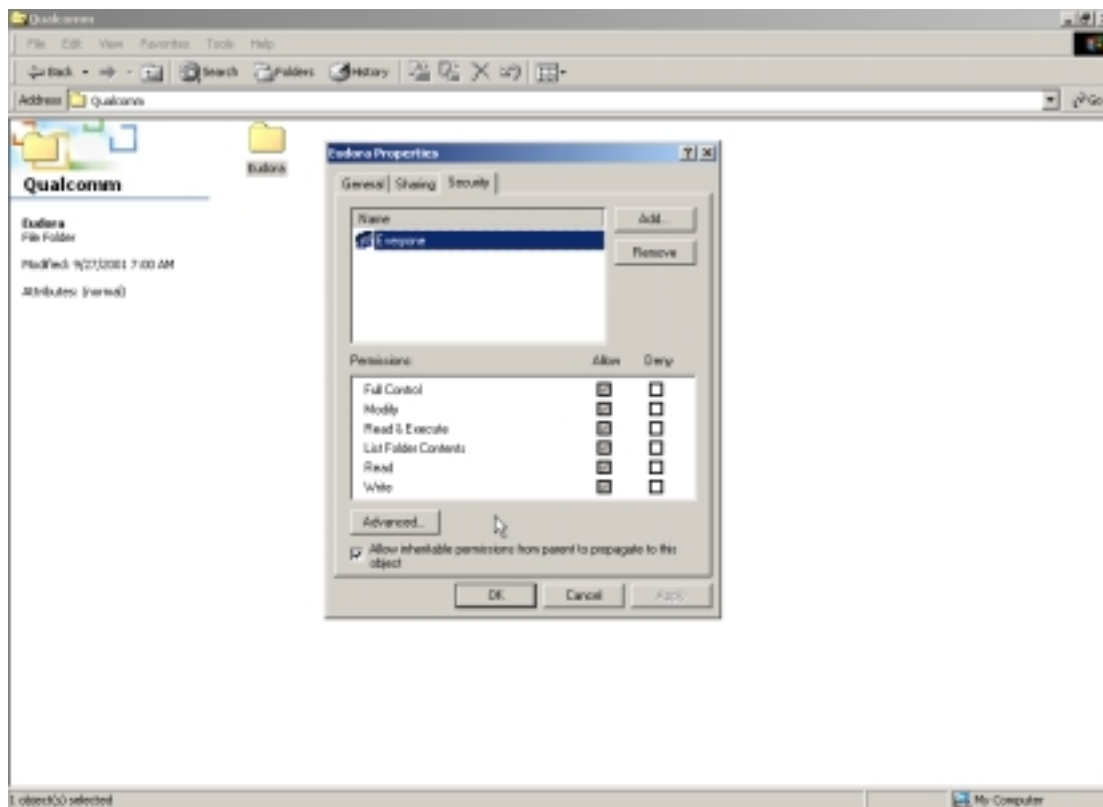 Qualcomm
File Edit View Favorites Tools Help
Back Search Folders History
Address Qualcomm Go
Qualcomm
Eudora
File Folder
Modified: 9/27/2001 7:00 AM
Attributes: (normal)
Eudora
Eudora Properties
General Sharing Security
Name
Everyone
Add...
Remove
Permissions: Allow Deny
Full Control
Modify
Read & Execute
List Folder Contents
Read
Write
Advanced...
Allow inheritable permissions from parent to propagate to this
object
OK Cancel Apply
1 object(s) selected My Computer